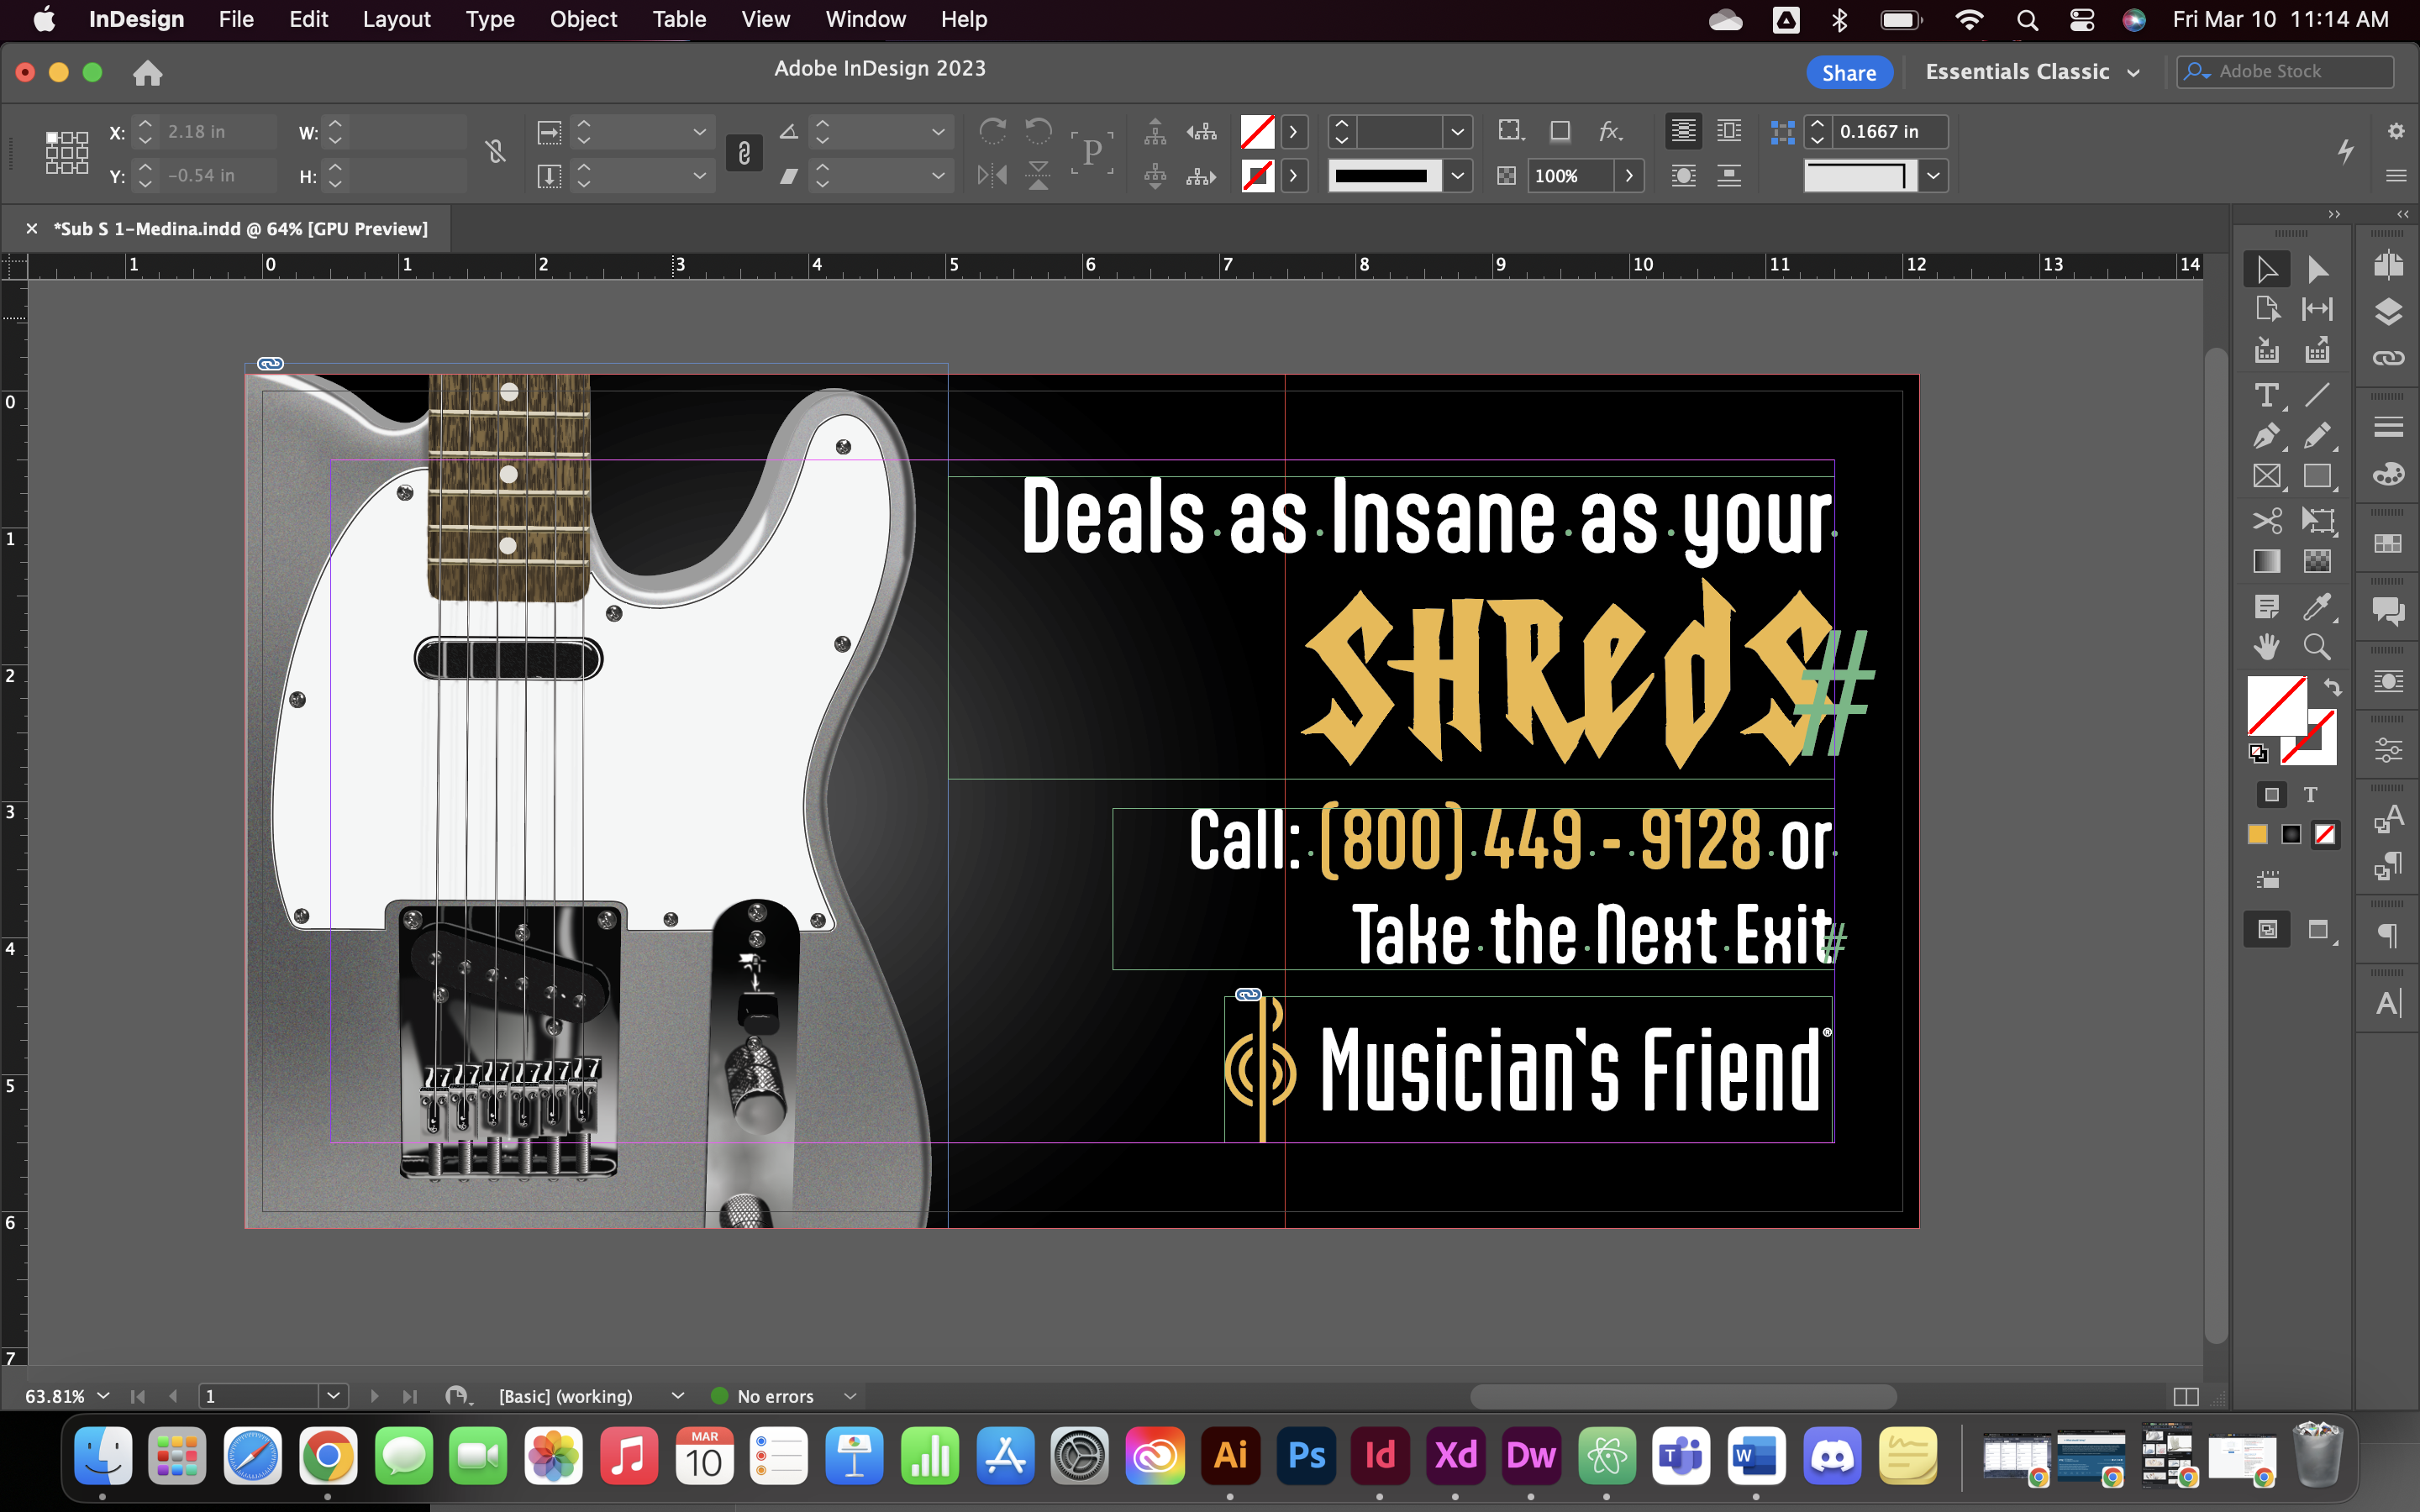 InDesign File Edit Layout Type Object Table View Window Help Fri Mar 10 11:14 AM
Adobe InDesign 2023 Share Essentials Classic Adobe Stock
X: 2.18 in W: 0.1667 in
Y: -0.54 in H: 100%
P fx
*Sub S 1-Medina.indd @ 64% [GPU Preview]
1 0 1 2 3 4 5 6 7 8 9 10 11 12 13 14
0
1
2
3
4
5
6
7
Deals as Insane as your
SHReds#
Call: (800) 449 - 9128 or
Take the Next Exit#
Musician's Friend®
T
T
A
A
63.81% 1 [Basic] (working) No errors
MAR
10
Ai Ps Id Xd Dw T W